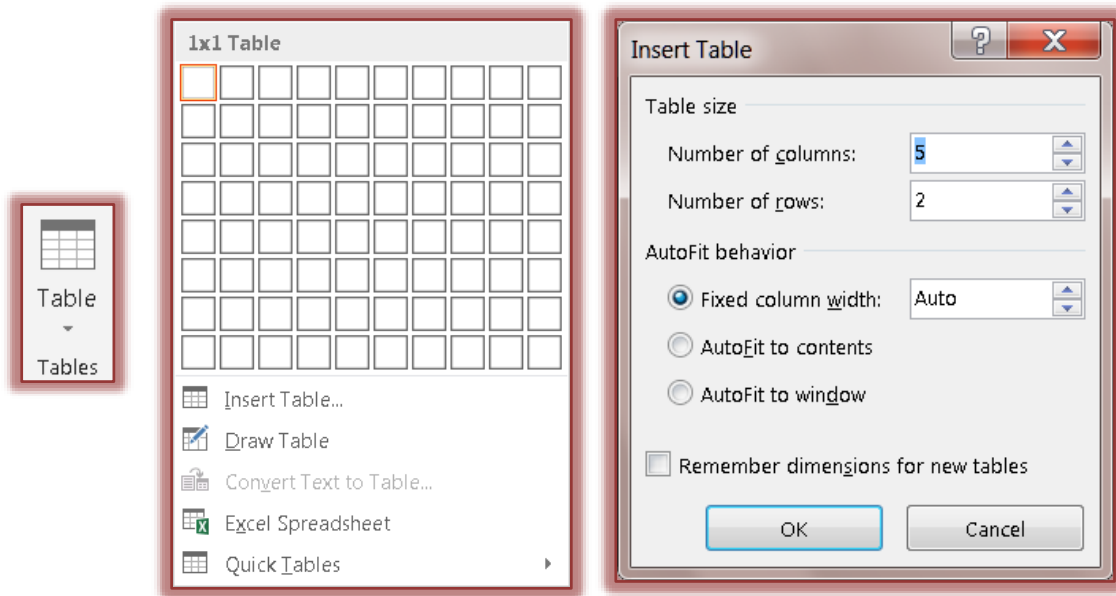 Table
Tables
1x1 Table
Insert Table...
Draw Table
Convert Text to Table...
Excel Spreadsheet
Quick Tables
Insert Table
Table size
Number of columns: 5
Number of rows: 2
AutoFit behavior
Fixed column width: Auto
AutoFit to contents
AutoFit to window
Remember dimensions for new tables
OK Cancel